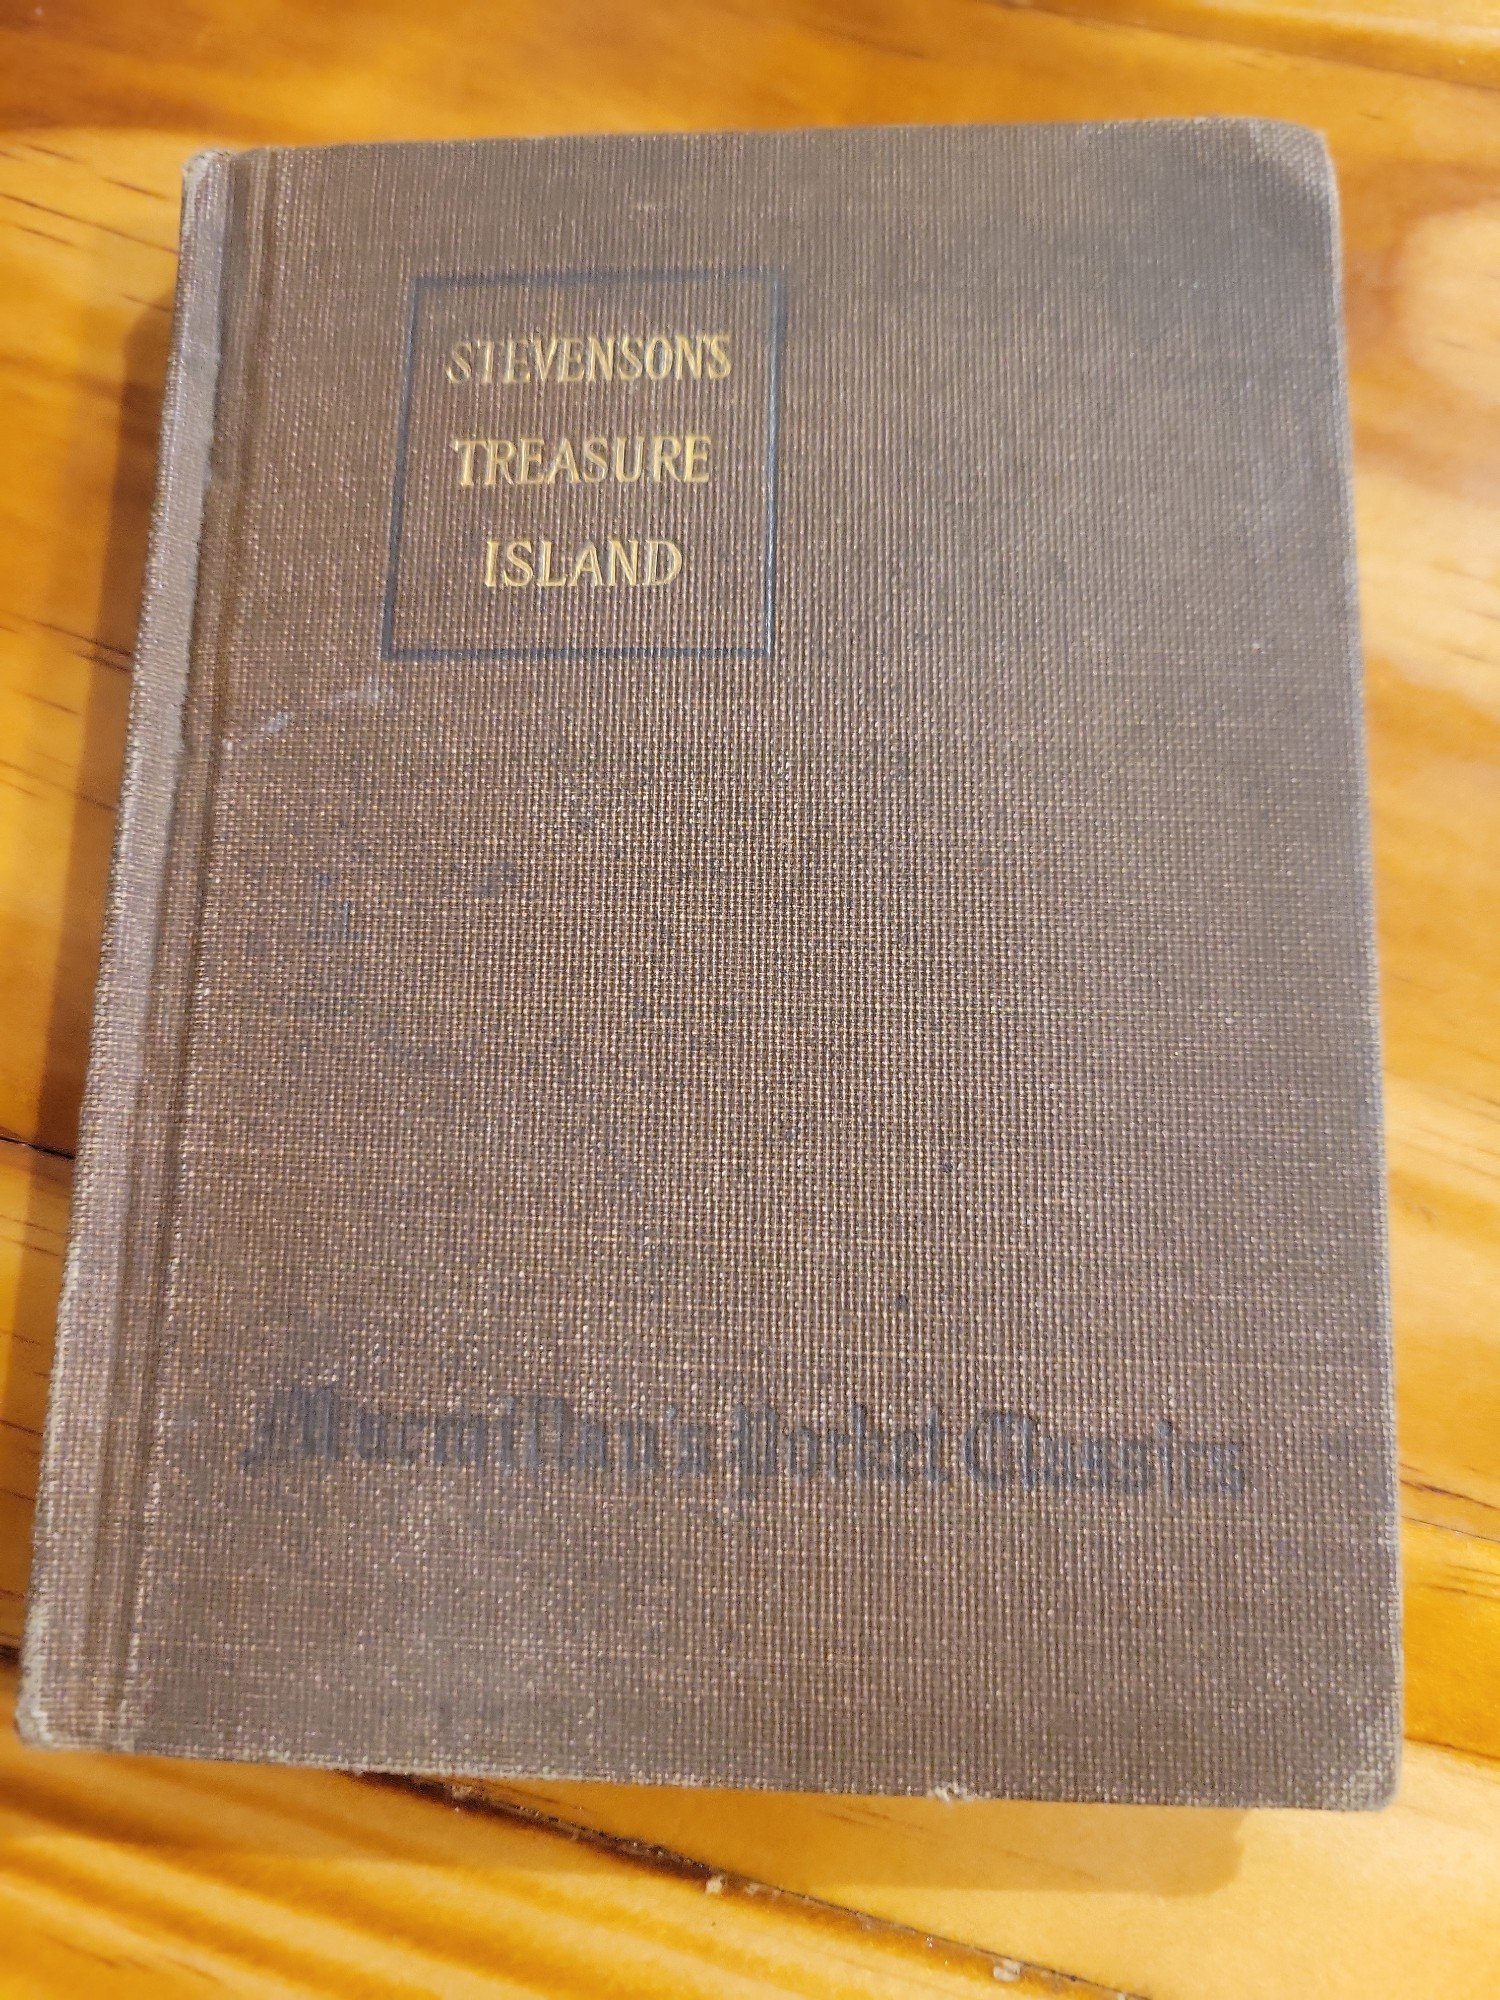 STEVENSON'S
TREASURE
ISLAND
Macmillan's Pocket Classics